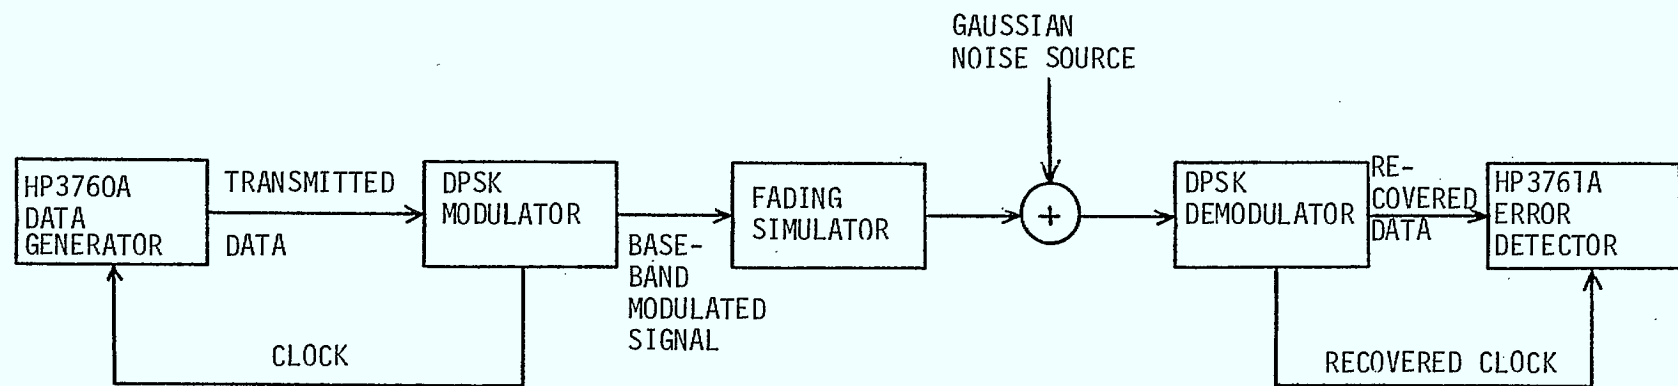 GAUSSIAN
NOISE SOURCE
HP3760A
DATA
GENERATOR
TRANSMITTED
DATA
DPSK
MODULATOR
BASE-
BAND
MODULATED
SIGNAL
FADING
SIMULATOR
+
DPSK
DEMODULATOR
RE-
COVERED
DATA
HP3761A
ERROR
DETECTOR
CLOCK
RECOVERED CLOCK